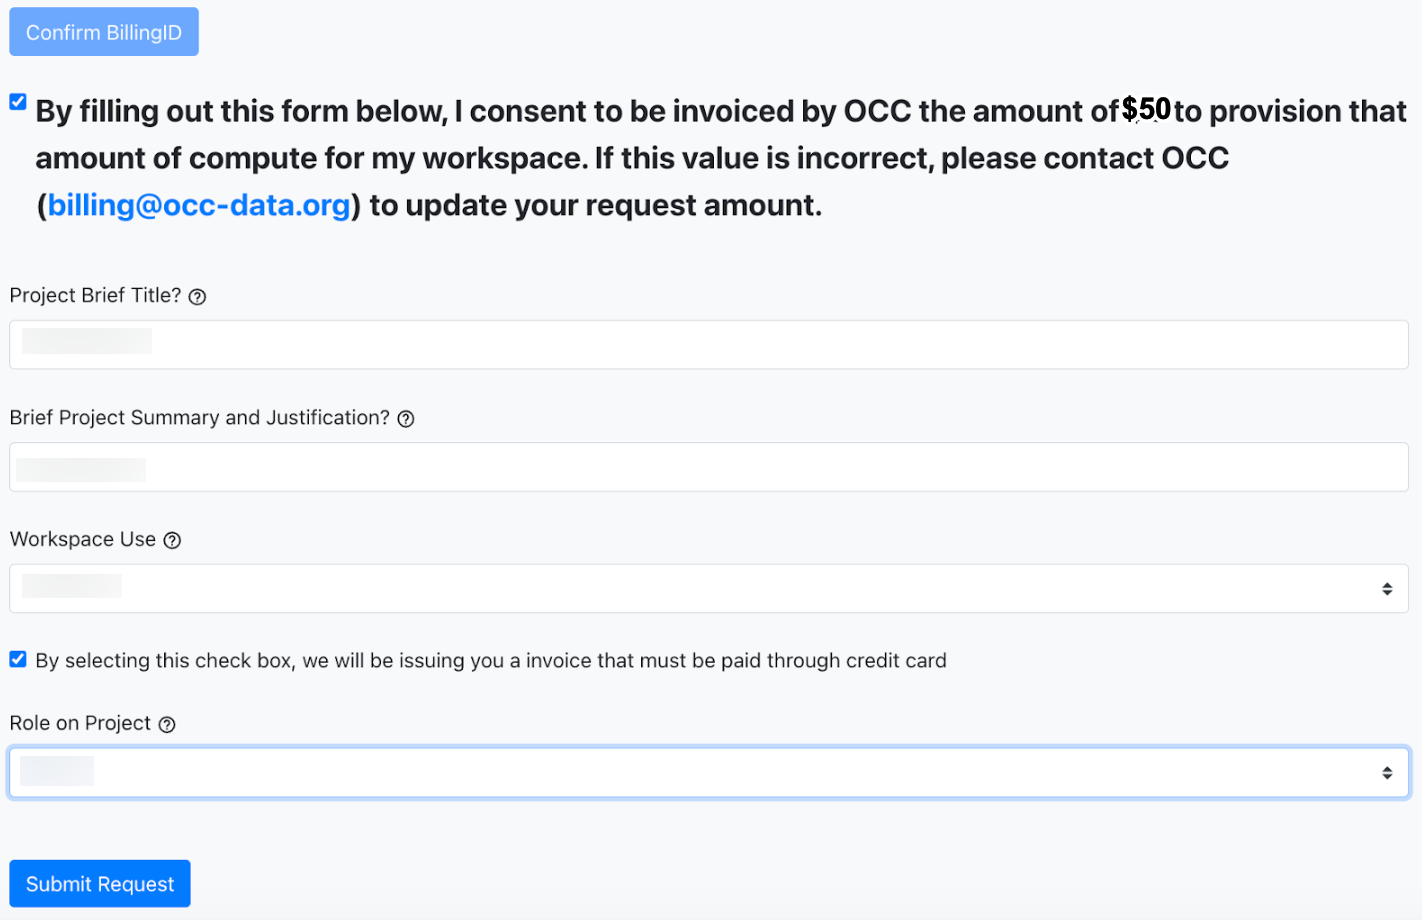 Confirm BillingID
By filling out this form below, I consent to be invoiced by OCC the amount of $50 to provision that
amount of compute for my workspace. If this value is incorrect, please contact OCC
(billing@occ-data.org) to update your request amount.
Project Brief Title?
Brief Project Summary and Justification?
Workspace Use
By selecting this check box, we will be issuing you a invoice that must be paid through credit card
Role on Project
Submit Request